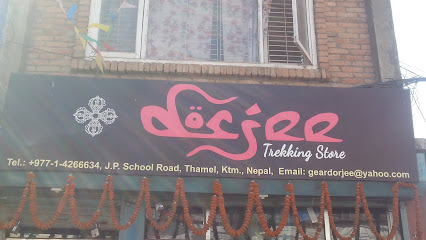 dorjee
Trekking Store
Tel.: +977-1-4266634, J.P. School Road, Thamel, Ktm., Nepal, Email: geardorjee@yahoo.com